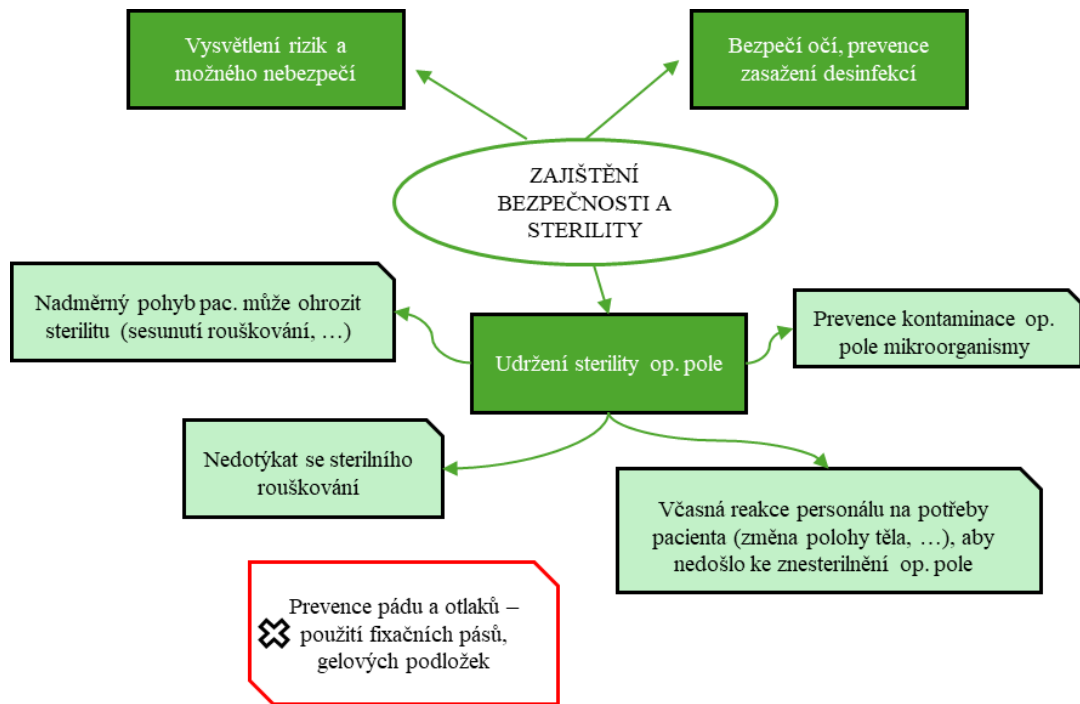 Vysvětlení rizik a
možného nebezpečí
Bezpečí očí, prevence
zasažení desinfekcí
ZAJIŠTĚNÍ
BEZPEČNOSTI A
STERILITY
Nadměrný pohyb pac. může ohrozit
sterilitu (sesunutí rouškování, …)
Udržení sterility op. pole
Prevence kontaminace op.
pole mikroorganismy
Nedotýkat se sterilního
rouškování
Včasná reakce personálu na potřeby
pacienta (změna polohy těla, …), aby
nedošlo ke znesterilnění op. pole
Prevence pádu a otlaků –
použití fixačních pásů,
gelových podložek